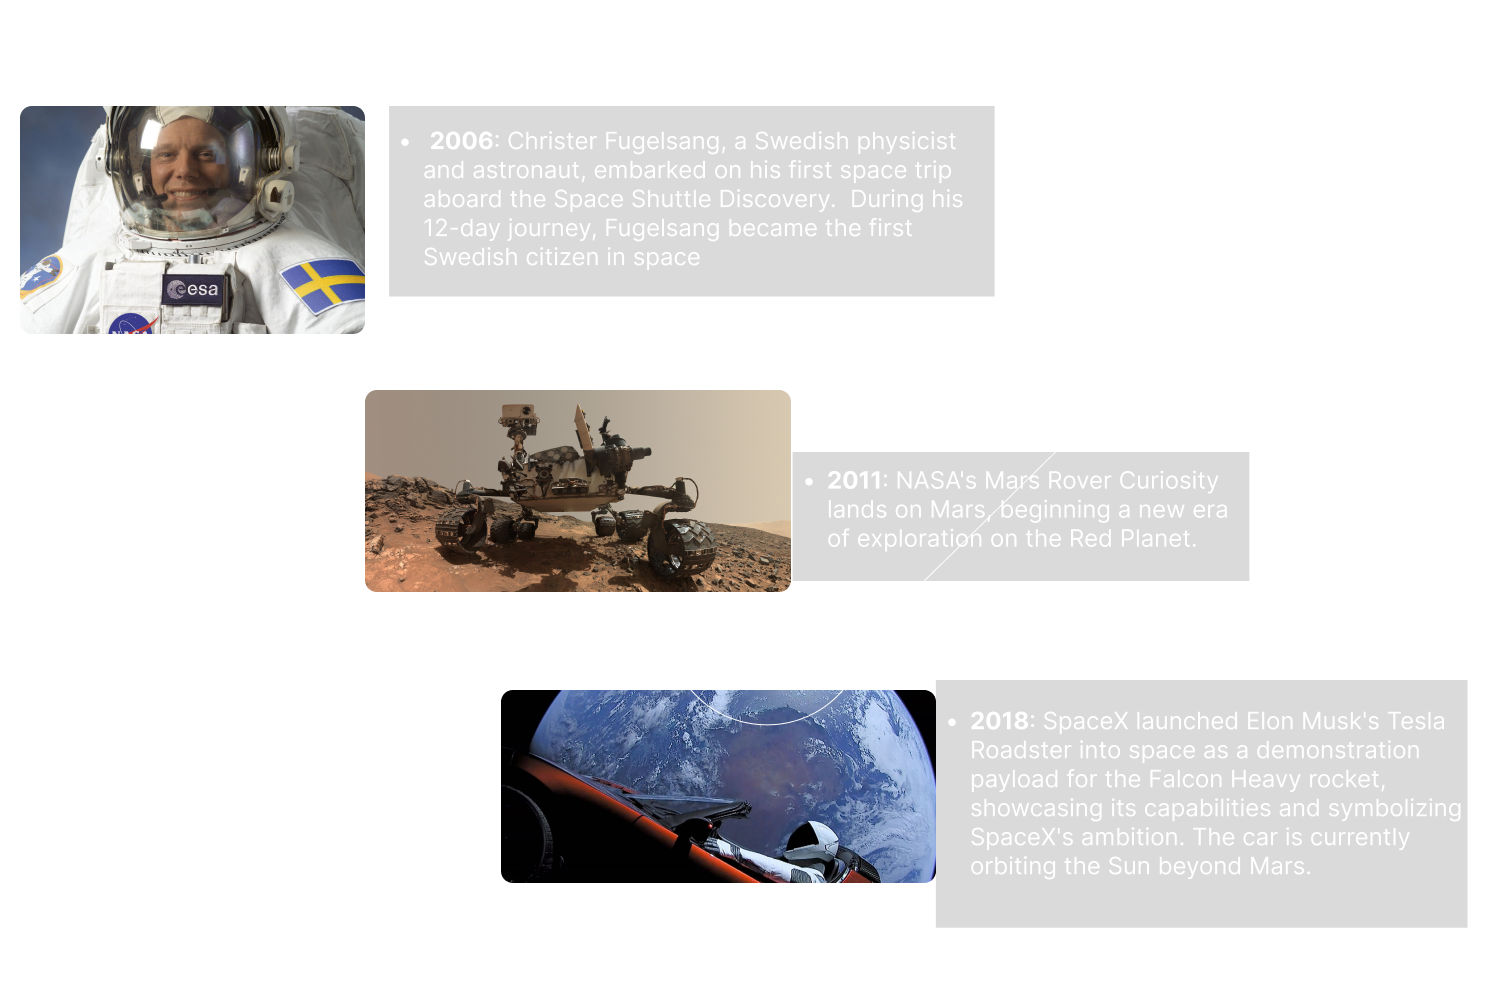 esa
NASA
• 2006: Christer Fugelsang, a Swedish physicist
and astronaut, embarked on his first space trip
aboard the Space Shuttle Discovery.  During his
12-day journey, Fugelsang became the first
Swedish citizen in space
• 2011: NASA's Mars Rover Curiosity
lands on Mars, beginning a new era
of exploration on the Red Planet.
• 2018: SpaceX launched Elon Musk's Tesla
Roadster into space as a demonstration
payload for the Falcon Heavy rocket,
showcasing its capabilities and symbolizing
SpaceX's ambition. The car is currently
orbiting the Sun beyond Mars.